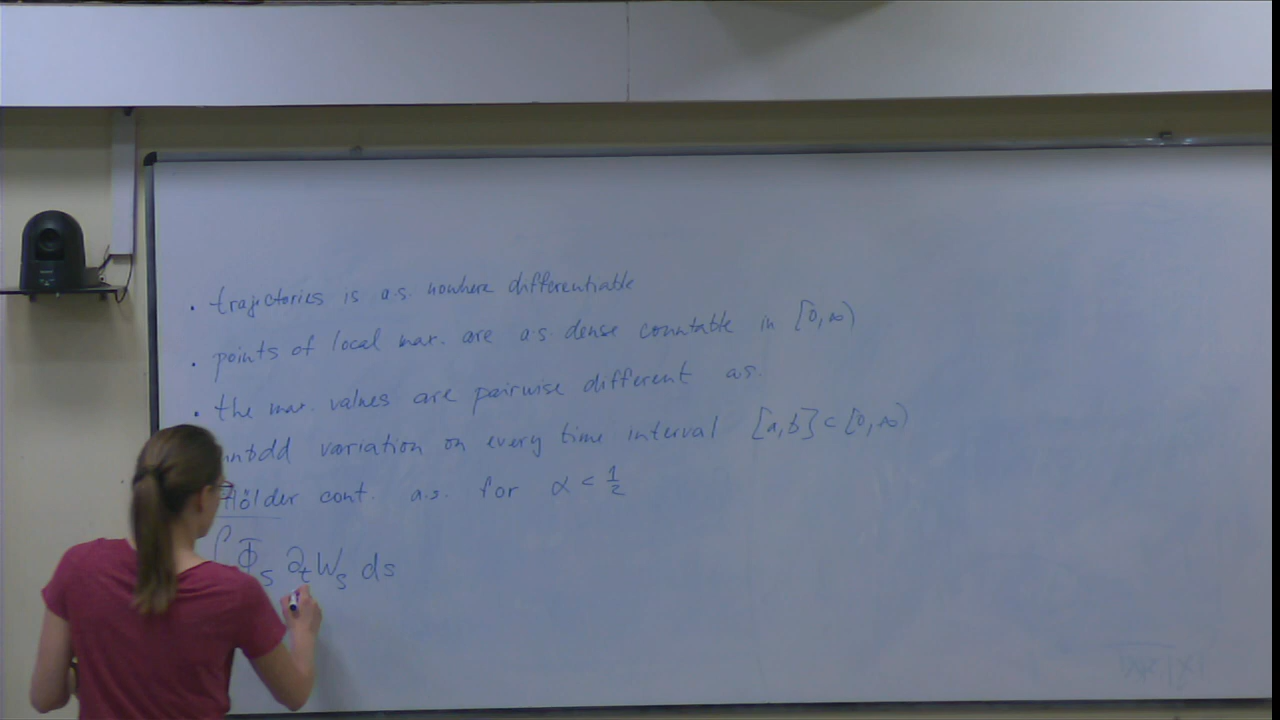 • trajectories is a.s. nowhere differentiable
• points of local max. are a.s. dense countable in [0,∞)
• the max. values are pairwise different a.s.
variation on every time interval [a,b] ⊂ [0,∞)
Hölder cont. a.s. for α < 1/2
∫ Φ_s ∂_t W_s ds